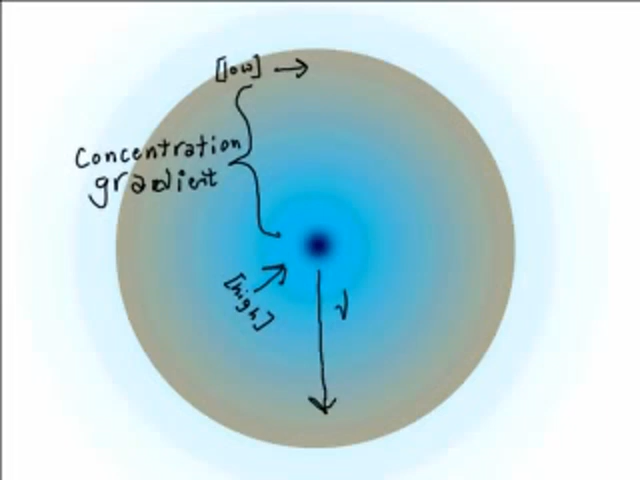 [low] →
Concentration
gradient
[high]